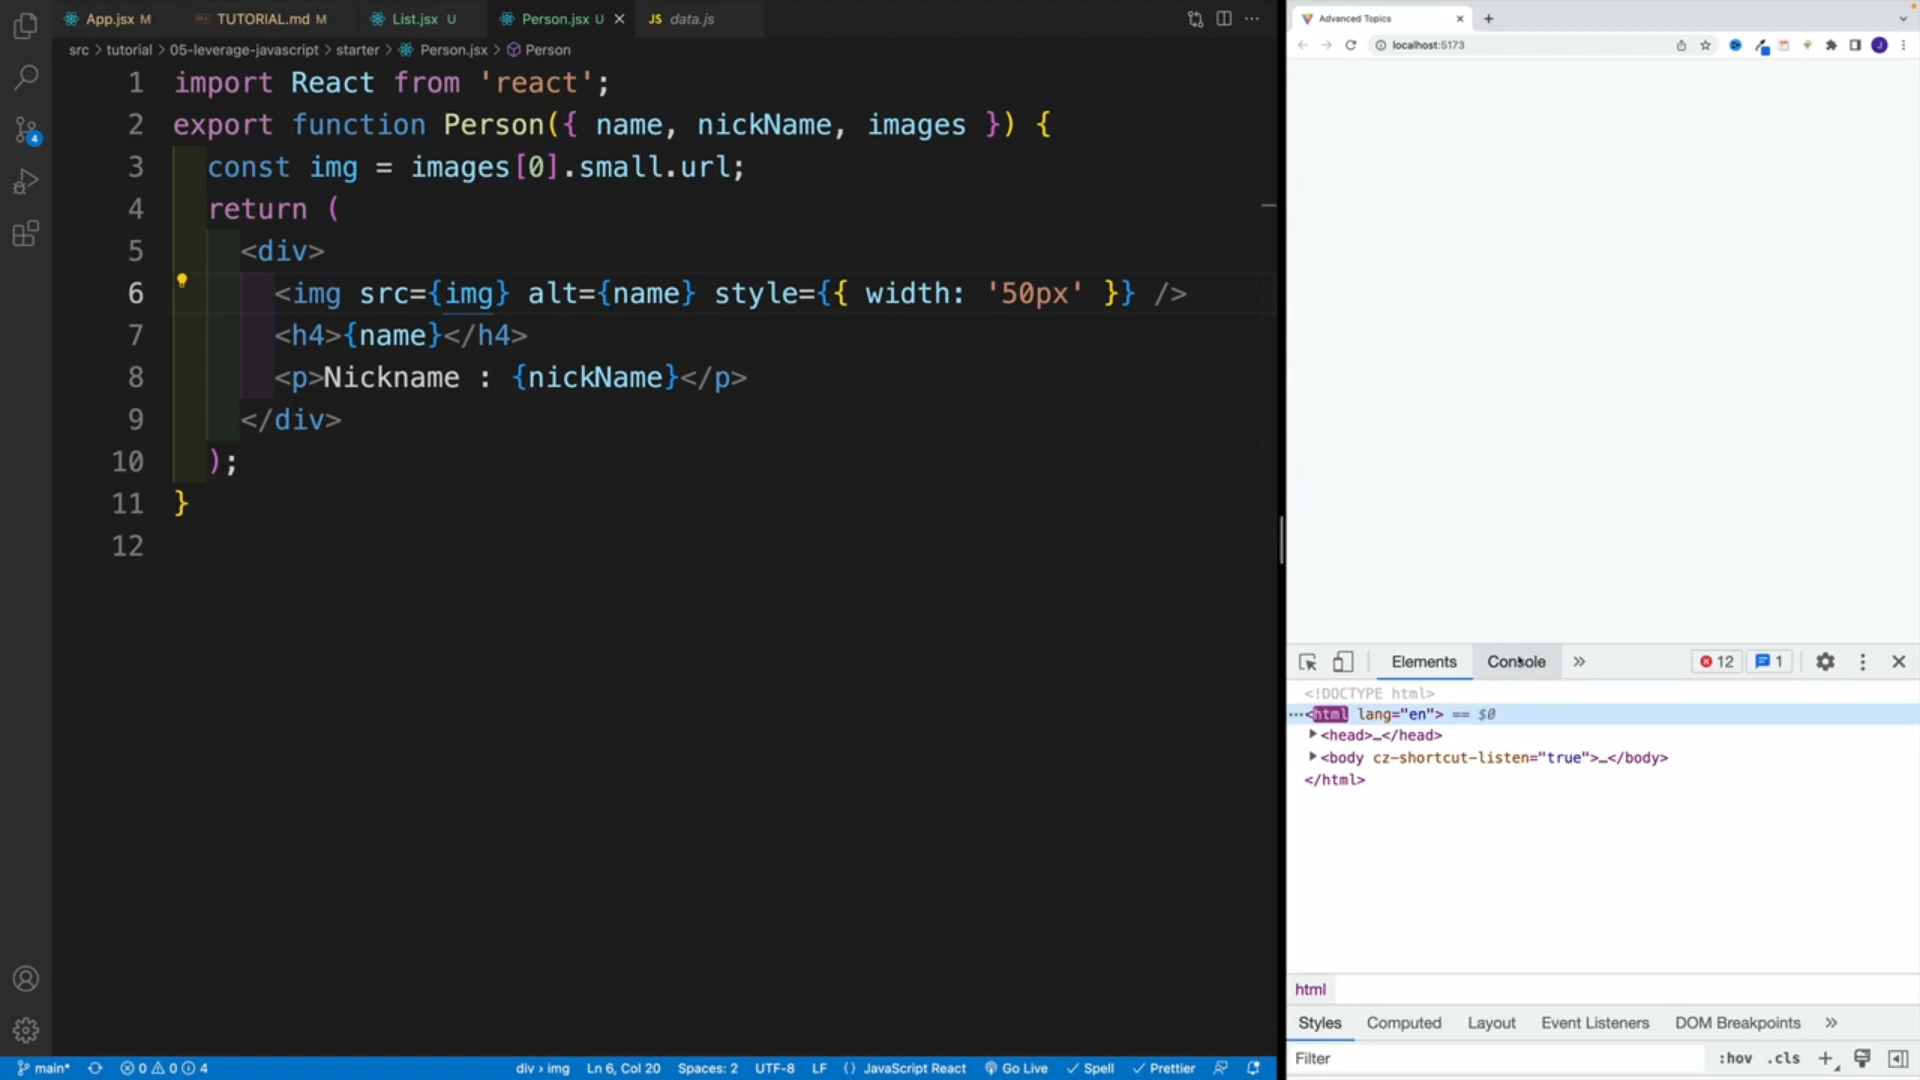 App.jsx M
TUTORIAL.md M
List.jsx U
Person.jsx U
JS data.js
src > tutorial > 05-leverage-javascript > starter > Person.jsx > Person
1 import React from 'react';
2 export function Person({ name, nickName, images }) {
3 const img = images[0].small.url;
4 return (
5 <div>
6 <img src={img} alt={name} style={{ width: '50px' }} />
7 <h4>{name}</h4>
8 <p>Nickname : {nickName}</p>
9 </div>
10 );
11 }
12
4
main*
0 0 4
div > img
Ln 6, Col 20
Spaces: 2
UTF-8
LF
{} JavaScript React
Go Live
Spell
Prettier
Advanced Topics
localhost:5173
J
Elements
Console
12
1
<!DOCTYPE html>
<html lang="en"> == $0
<head>…</head>
<body cz-shortcut-listen="true">…</body>
</html>
html
Styles
Computed
Layout
Event Listeners
DOM Breakpoints
Filter
:hov
.cls